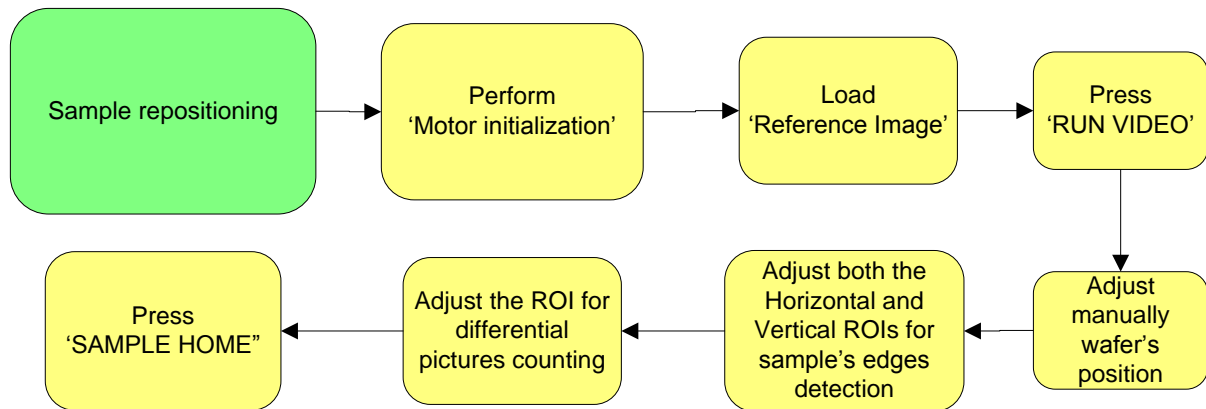 Sample repositioning
Perform
‘Motor initialization’
Load
‘Reference Image’
Press
‘RUN VIDEO’
Adjust
manually
wafer’s
position
Adjust both the
Horizontal and
Vertical ROIs for
sample’s edges
detection
Adjust the ROI for
differential
pictures counting
Press
‘SAMPLE HOME”